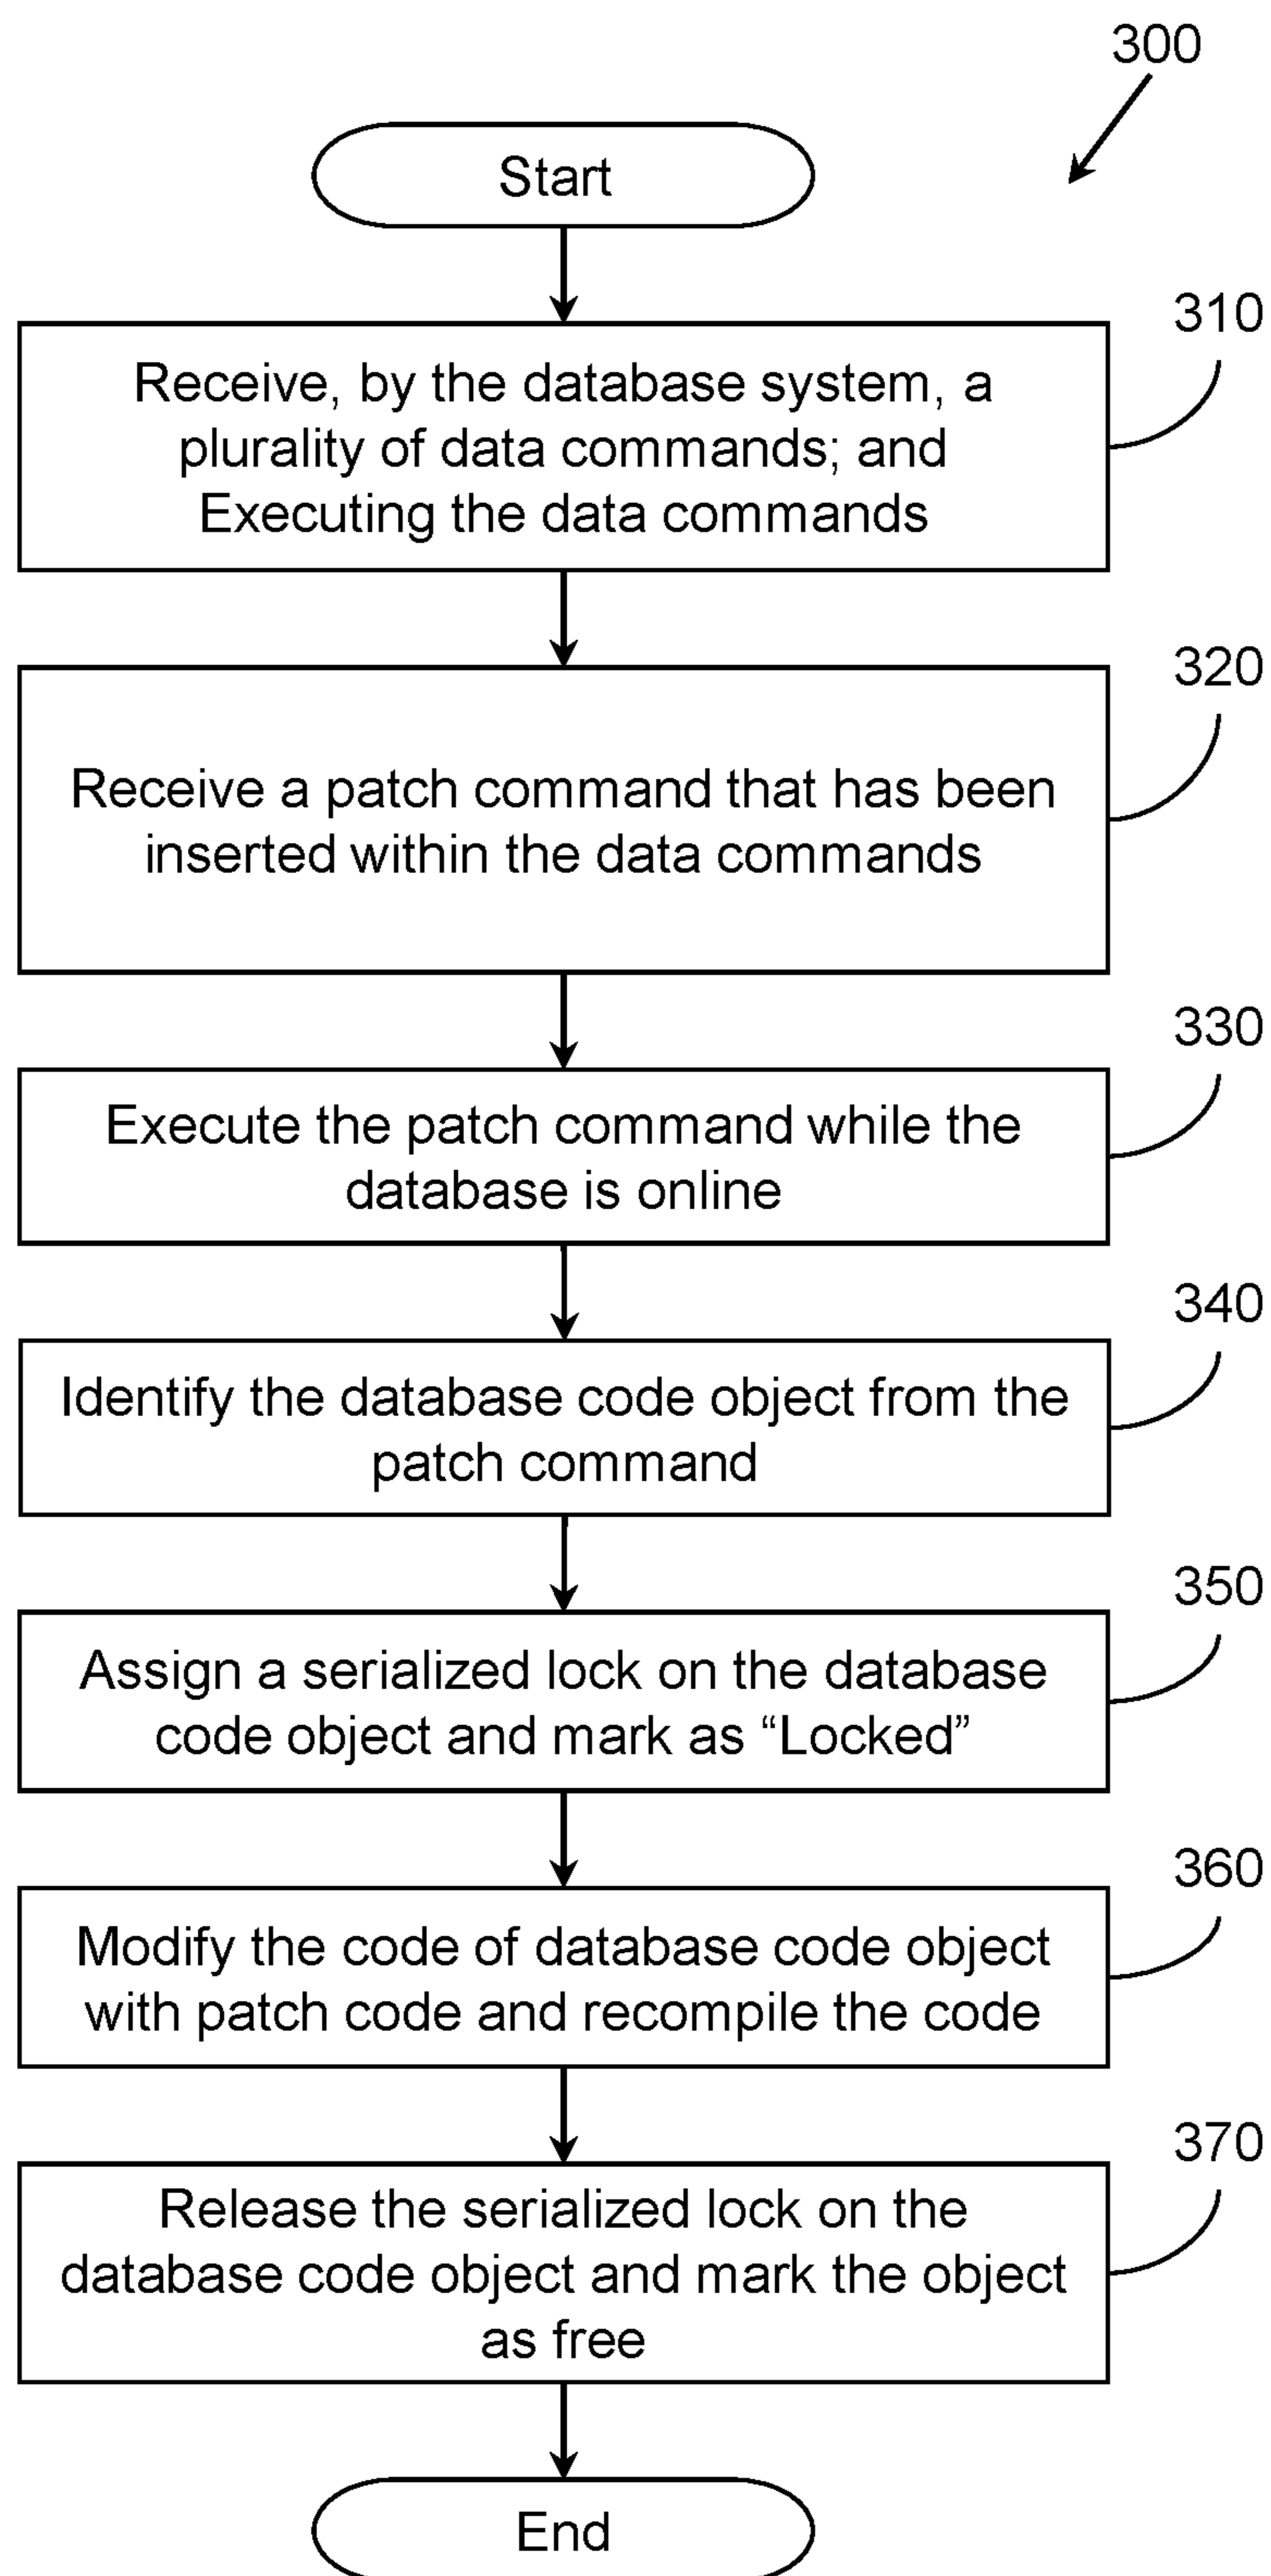 300
Start
310
Receive, by the database system, a
plurality of data commands; and
Executing the data commands
320
Receive a patch command that has been
inserted within the data commands
330
Execute the patch command while the
database is online
340
Identify the database code object from the
patch command
350
Assign a serialized lock on the database
code object and mark as “Locked”
360
Modify the code of database code object
with patch code and recompile the code
370
Release the serialized lock on the
database code object and mark the object
as free
End